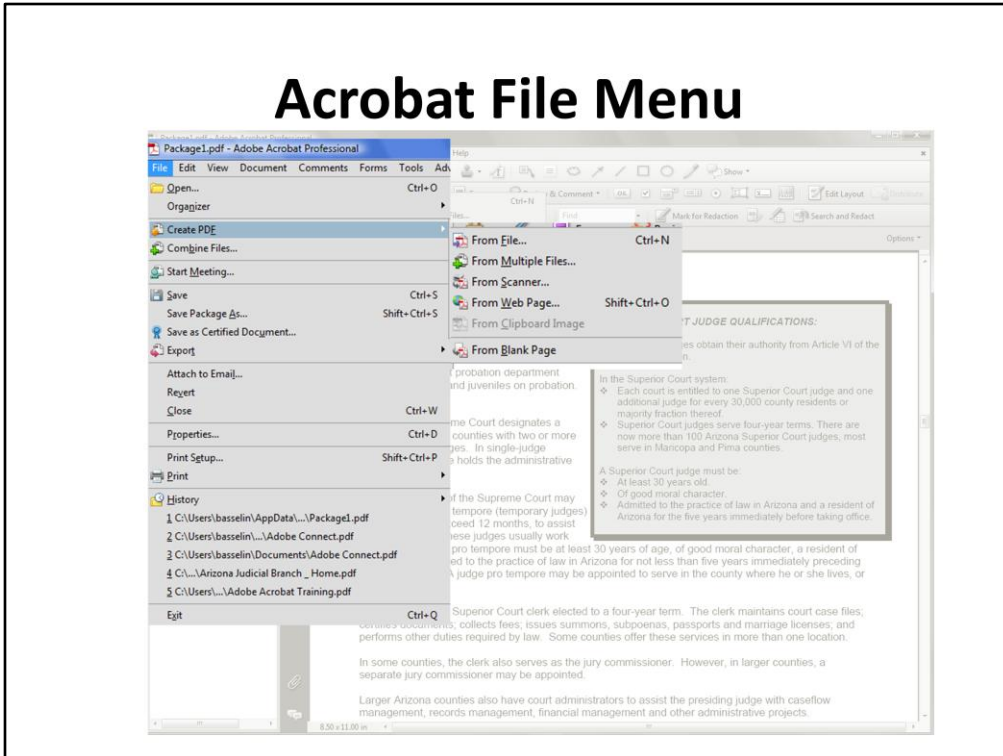 Acrobat File Menu
Package1.pdf - Adobe Acrobat Professional
File Edit View Document Comments Forms Tools Adv
Help
Open... Ctrl+O
Organizer
Create PDF
Combine Files...
Start Meeting...
Save Ctrl+S
Save Package As... Shift+Ctrl+S
Save as Certified Document...
Export
Attach to Email...
Revert
Close Ctrl+W
Properties... Ctrl+D
Print Setup... Shift+Ctrl+P
Print
History
1 C:\Users\basselin\AppData\...\Package1.pdf
2 C:\Users\basselin\...\Adobe Connect.pdf
3 C:\Users\basselin\Documents\Adobe Connect.pdf
4 C:\...\Arizona Judicial Branch _ Home.pdf
5 C:\Users\...\Adobe Acrobat Training.pdf
Exit Ctrl+Q
From File... Ctrl+N
From Multiple Files...
From Scanner...
From Web Page... Shift+Ctrl+O
From Clipboard Image
From Blank Page
Show
Ctrl+N
& Comment
OK
Edit Layout
Find
Mark for Redaction
Search and Redact
Options
T JUDGE QUALIFICATIONS:
es obtain their authority from Article VI of the
n.
In the Superior Court system:
❖ Each court is entitled to one Superior Court judge and one
additional judge for every 30,000 county residents or
majority fraction thereof.
❖ Superior Court judges serve four-year terms. There are
now more than 100 Arizona Superior Court judges, most
serve in Maricopa and Pima counties.
A Superior Court judge must be:
❖ At least 30 years old.
❖ Of good moral character.
❖ Admitted to the practice of law in Arizona and a resident of
Arizona for the five years immediately before taking office.
probation department
nd juveniles on probation.
me Court designates a
counties with two or more
ges. In single-judge
e holds the administrative
of the Supreme Court may
tempore (temporary judges)
ceed 12 months, to assist
hese judges usually work
pro tempore must be at least 30 years of age, of good moral character, a resident of
ed to the practice of law in Arizona for not less than five years immediately preceding
A judge pro tempore may be appointed to serve in the county where he or she lives, or
Superior Court clerk elected to a four-year term. The clerk maintains court case files;
certifies documents; collects fees; issues summons, subpoenas, passports and marriage licenses; and
performs other duties required by law. Some counties offer these services in more than one location.
In some counties, the clerk also serves as the jury commissioner. However, in larger counties, a
separate jury commissioner may be appointed.
Larger Arizona counties also have court administrators to assist the presiding judge with caseflow
management, records management, financial management and other administrative projects.
8.50 x 11.00 in